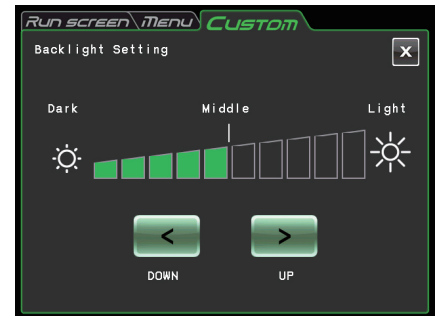 Run screen Menu Custom
Backlight Setting x
Dark Middle Light
< >
DOWN UP